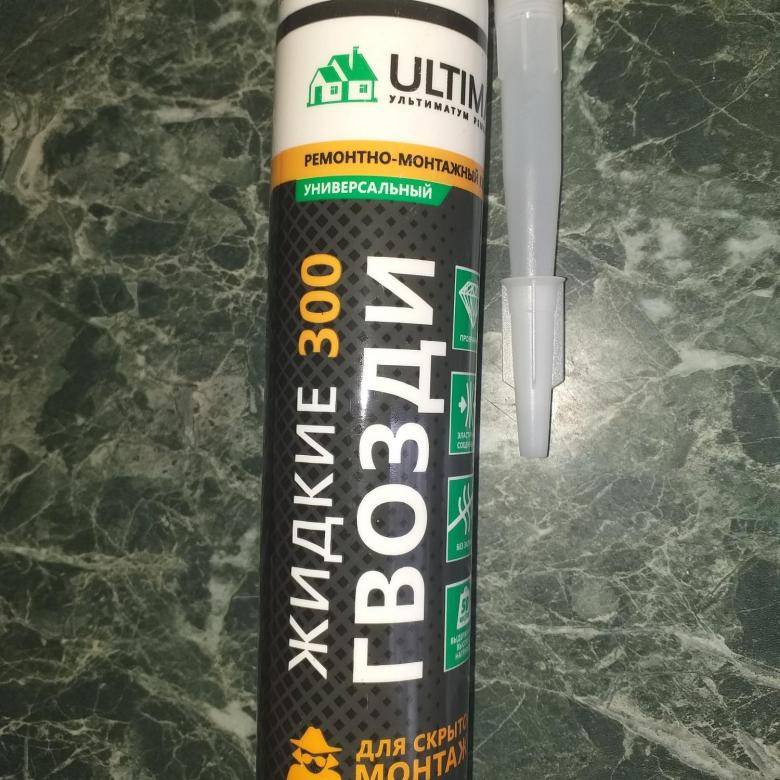 ULTIM
УЛЬТИМАТУМ
РЕМОНТНО-МОНТАЖНЫЙ
УНИВЕРСАЛЬНЫЙ
ЖИДКИЕ 300
ГВОЗДИ
ДЛЯ СКРЫТО
МОНТАЖ